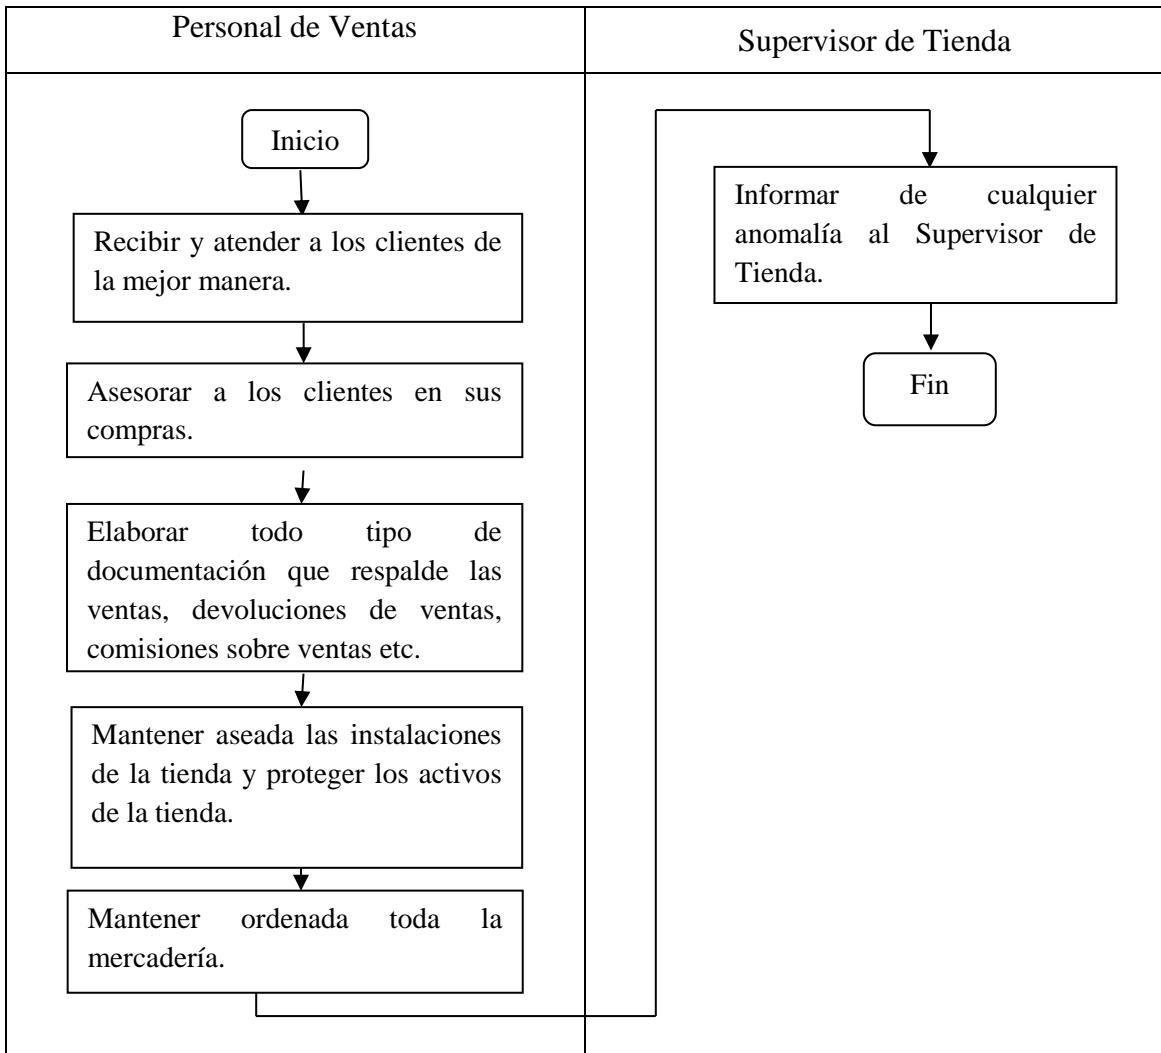 Personal de Ventas
Supervisor de Tienda
Inicio
Recibir y atender a los clientes de
la mejor manera.
Asesorar a los clientes en sus
compras.
Elaborar todo tipo de
documentación que respalde las
ventas, devoluciones de ventas,
comisiones sobre ventas etc.
Mantener aseada las instalaciones
de la tienda y proteger los activos
de la tienda.
Mantener ordenada toda la
mercadería.
Informar de cualquier
anomalía al Supervisor de
Tienda.
Fin